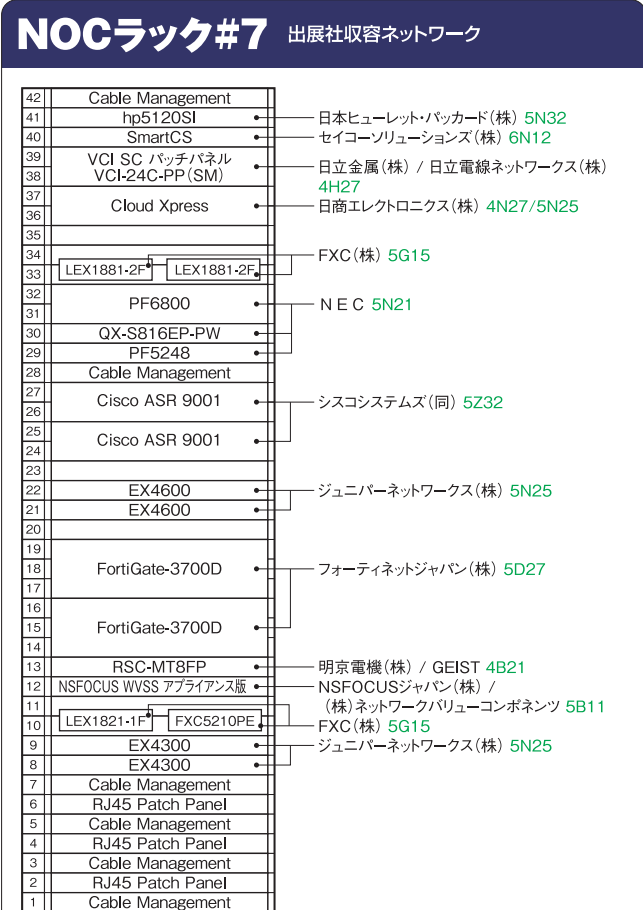 NOCラック#7 出展社収容ネットワーク
42 Cable Management
41 hp5120SI 日本ヒューレット・パッカード(株) 5N32
40 SmartCS セイコーソリューションズ(株) 6N12
39 VCI SC パッチパネル
38 VCI-24C-PP(SM) 日立金属(株) / 日立電線ネットワークス(株)
4H27
37
36 Cloud Xpress 日商エレクトロニクス(株) 4N27/5N25
35
34 FXC(株) 5G15
33 LEX1881-2F LEX1881-2F
32
31 PF6800 NEC 5N21
30 QX-S816EP-PW
29 PF5248
28 Cable Management
27
26 Cisco ASR 9001 シスコシステムズ(同) 5Z32
25
24 Cisco ASR 9001
23
22 EX4600 ジュニパーネットワークス(株) 5N25
21 EX4600
20
19
18 FortiGate-3700D フォーティネットジャパン(株) 5D27
17
16
15 FortiGate-3700D
14
13 RSC-MT8FP 明京電機(株) / GEIST 4B21
12 NSFOCUS WVSS アプライアンス版 NSFOCUSジャパン(株) /
11 (株)ネットワークバリューコンポネンツ 5B11
10 LEX1821-1F FXC5210PE FXC(株) 5G15
9 EX4300 ジュニパーネットワークス(株) 5N25
8 EX4300
7 Cable Management
6 RJ45 Patch Panel
5 Cable Management
4 RJ45 Patch Panel
3 Cable Management
2 RJ45 Patch Panel
1 Cable Management